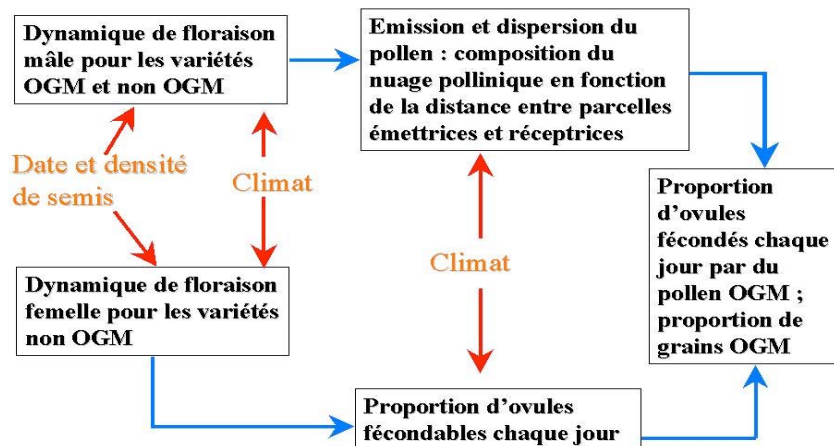 Dynamique de floraison
mâle pour les variétés
OGM et non OGM
Emission et dispersion du
pollen : composition du
nuage pollinique en fonction
de la distance entre parcelles
émettrices et réceptrices
Date et densité
de semis
Climat
Climat
Proportion
d’ovules
fécondés chaque
jour par du
pollen OGM ;
proportion de
grains OGM
Dynamique de floraison
femelle pour les variétés
non OGM
Proportion d’ovules
fécondables chaque jour